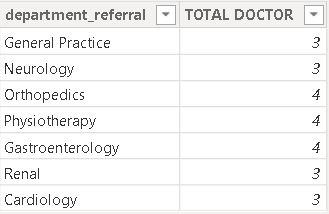 department_referral TOTAL DOCTOR
General Practice 3
Neurology 3
Orthopedics 4
Physiotherapy 4
Gastroenterology 4
Renal 3
Cardiology 3